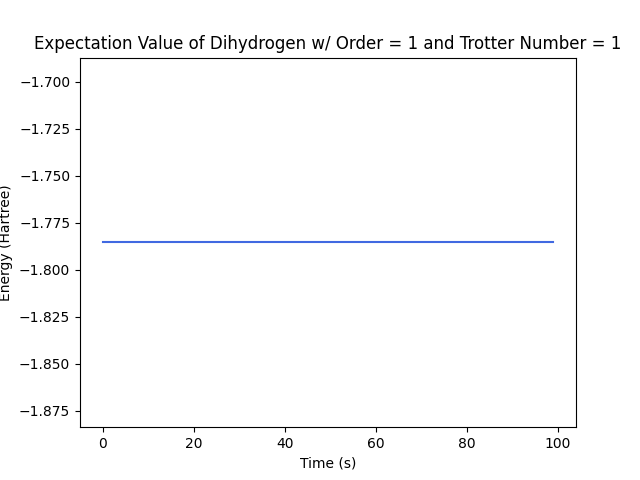 Expectation Value of Dihydrogen w/ Order = 1 and Trotter Number = 1
Energy (Hartree)
−1.700
−1.725
−1.750
−1.775
−1.800
−1.825
−1.850
−1.875
0 20 40 60 80 100
Time (s)